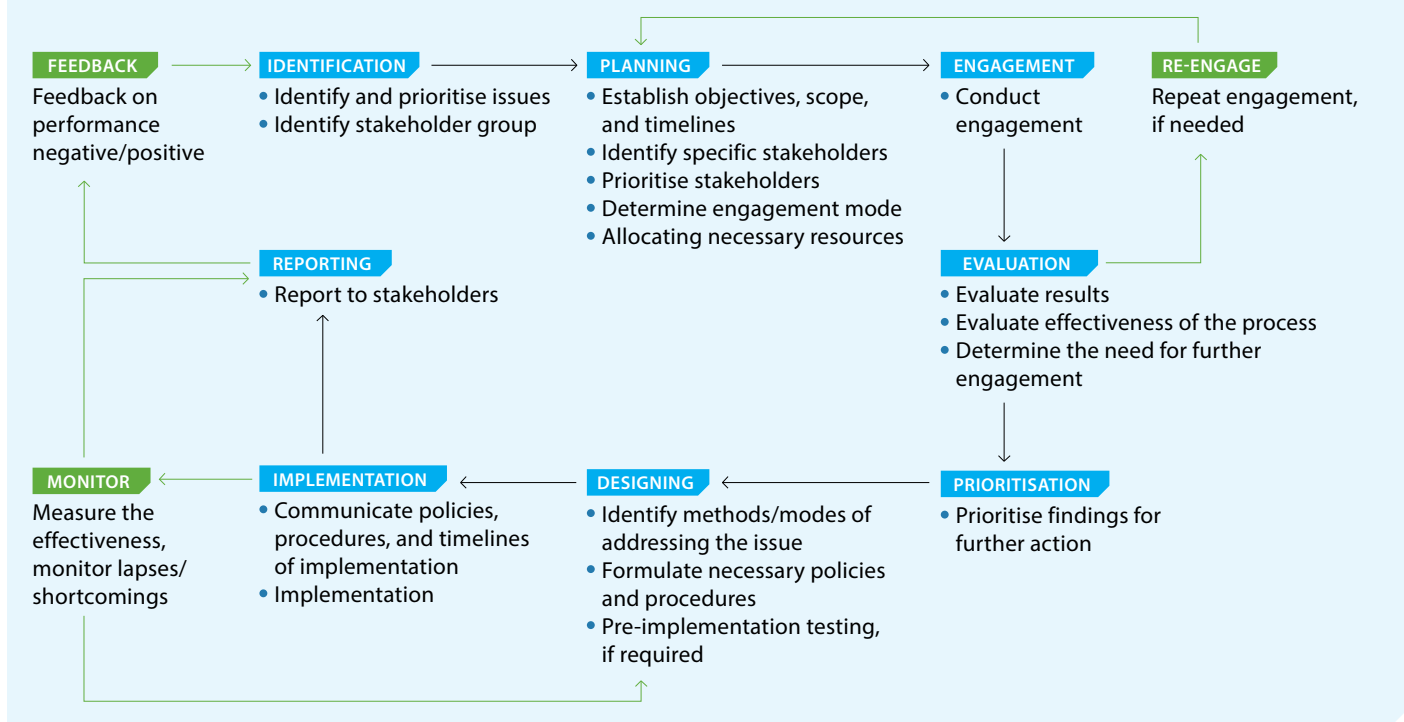 FEEDBACK
Feedback on
performance
negative/positive
IDENTIFICATION
• Identify and prioritise issues
• Identify stakeholder group
PLANNING
• Establish objectives, scope,
and timelines
• Identify specific stakeholders
• Prioritise stakeholders
• Determine engagement mode
• Allocating necessary resources
ENGAGEMENT
• Conduct
engagement
RE-ENGAGE
Repeat engagement,
if needed
REPORTING
• Report to stakeholders
EVALUATION
• Evaluate results
• Evaluate effectiveness of the process
• Determine the need for further
engagement
MONITOR
Measure the
effectiveness,
monitor lapses/
shortcomings
IMPLEMENTATION
• Communicate policies,
procedures, and timelines
of implementation
• Implementation
DESIGNING
• Identify methods/modes of
addressing the issue
• Formulate necessary policies
and procedures
• Pre-implementation testing,
if required
PRIORITISATION
• Prioritise findings for
further action